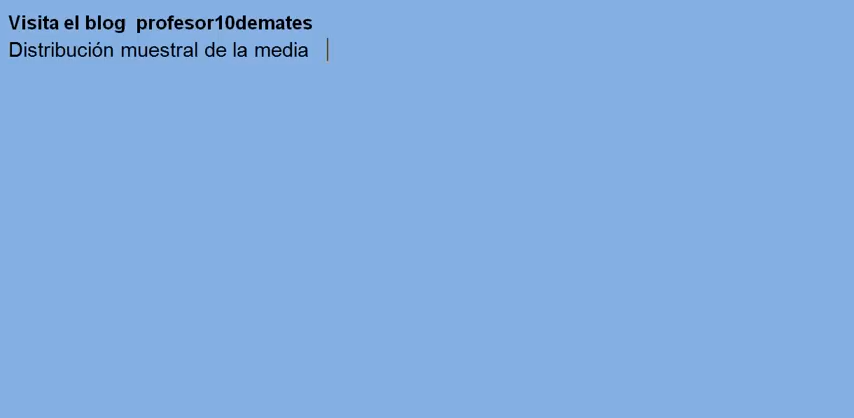 Visita el blog  profesor10demates
Distribución muestral de la media